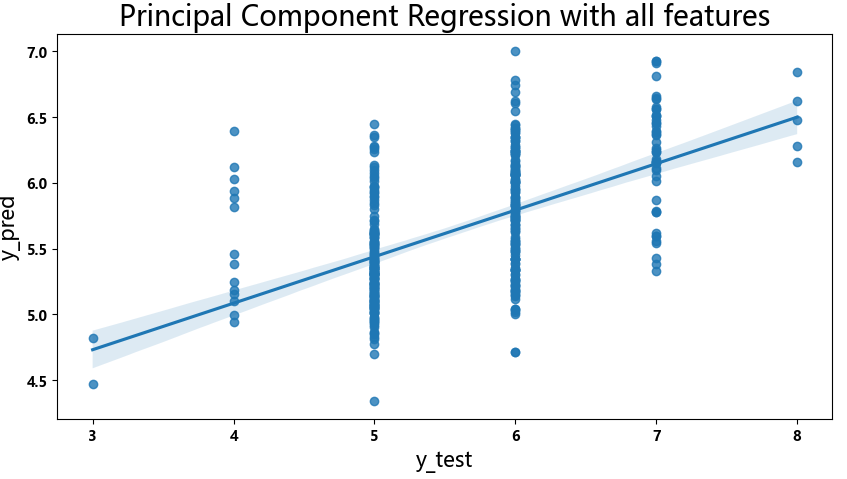 Principal Component Regression with all features
7.0
6.5
6.0
5.5
5.0
4.5
y_pred
3 4 5 6 7 8
y_test